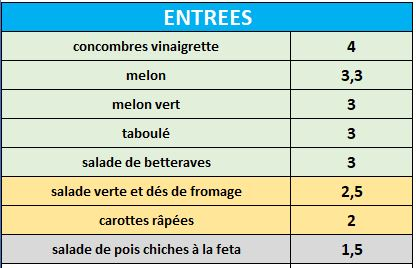 ENTREES
concombres vinaigrette 4
melon 3,3
melon vert 3
taboulé 3
salade de betteraves 3
salade verte et dés de fromage 2,5
carottes râpées 2
salade de pois chiches à la feta 1,5